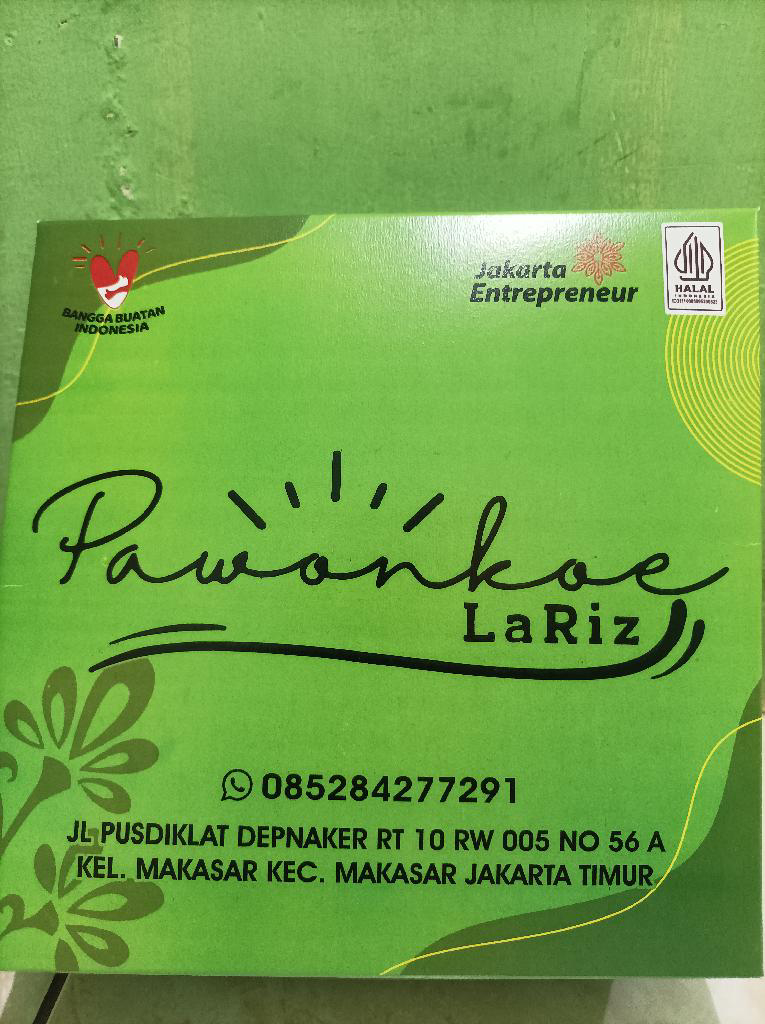 BANGGA BUATAN
INDONESIA
Jakarta
Entrepreneur
HALAL
INDONESIA
Pawonkoe
LaRiz
085284277291
JL PUSDIKLAT DEPNAKER RT 10 RW 005 NO 56 A
KEL. MAKASAR KEC. MAKASAR JAKARTA TIMUR